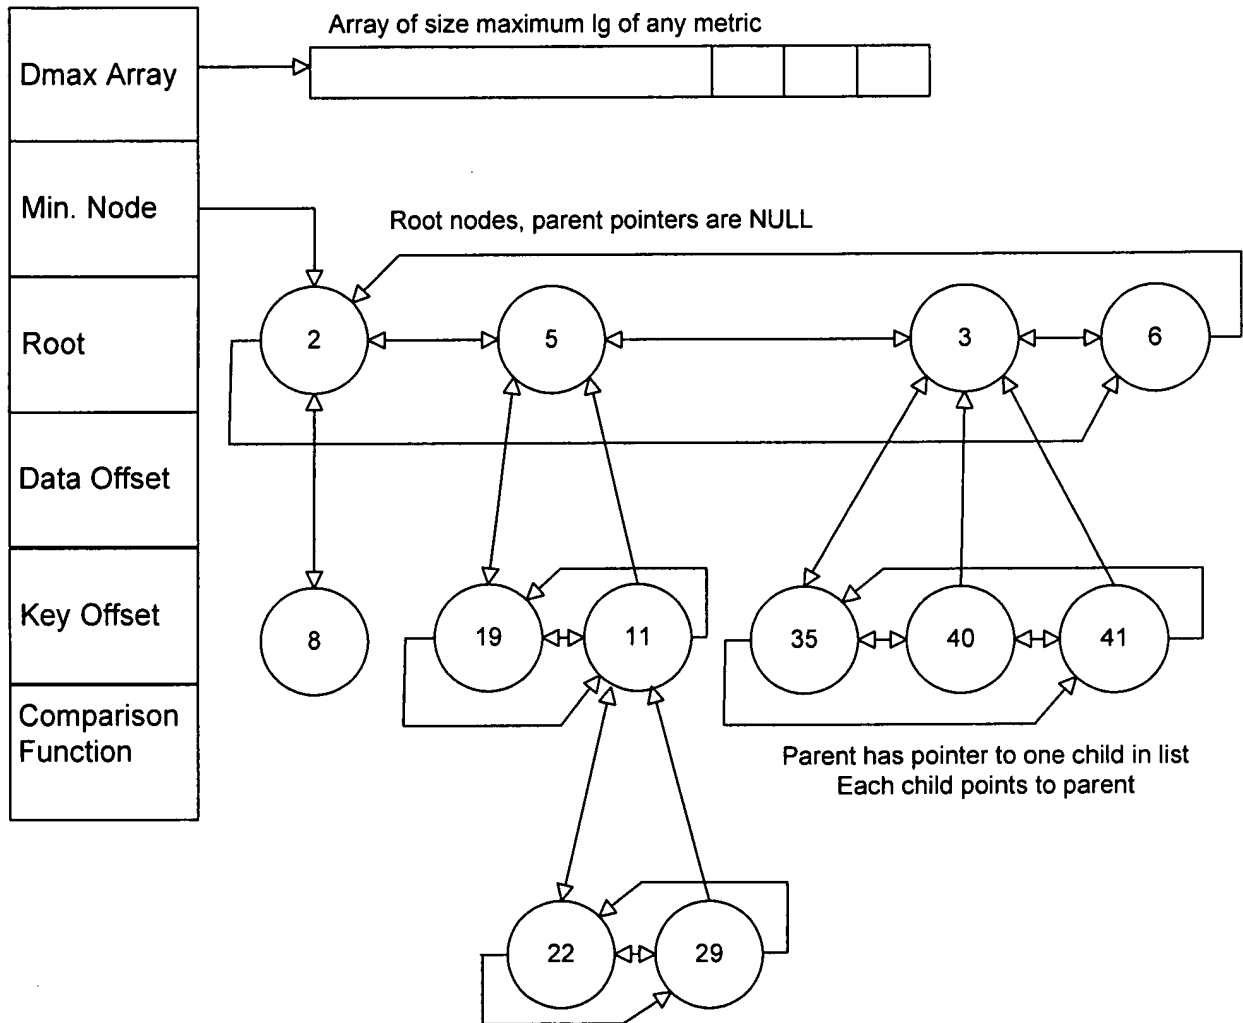 Array of size maximum lg of any metric
Dmax Array
Min. Node
Root nodes, parent pointers are NULL
Root
2
5
3
6
Data Offset
Key Offset
8
19
11
35
40
41
Comparison
Function
Parent has pointer to one child in list
Each child points to parent
22
29